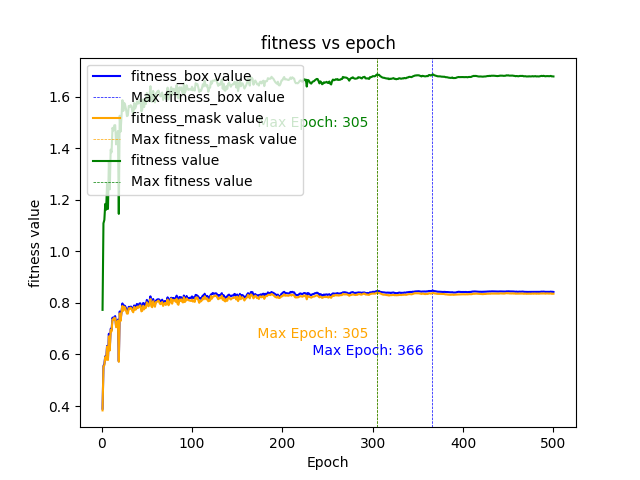 fitness vs epoch
fitness_box value
Max fitness_box value
fitness_mask value
Max fitness_mask value
fitness value
Max fitness value
Max Epoch: 305
Max Epoch: 305
Max Epoch: 366
fitness value
1.6
1.4
1.2
1.0
0.8
0.6
0.4
0
100
200
300
400
500
Epoch